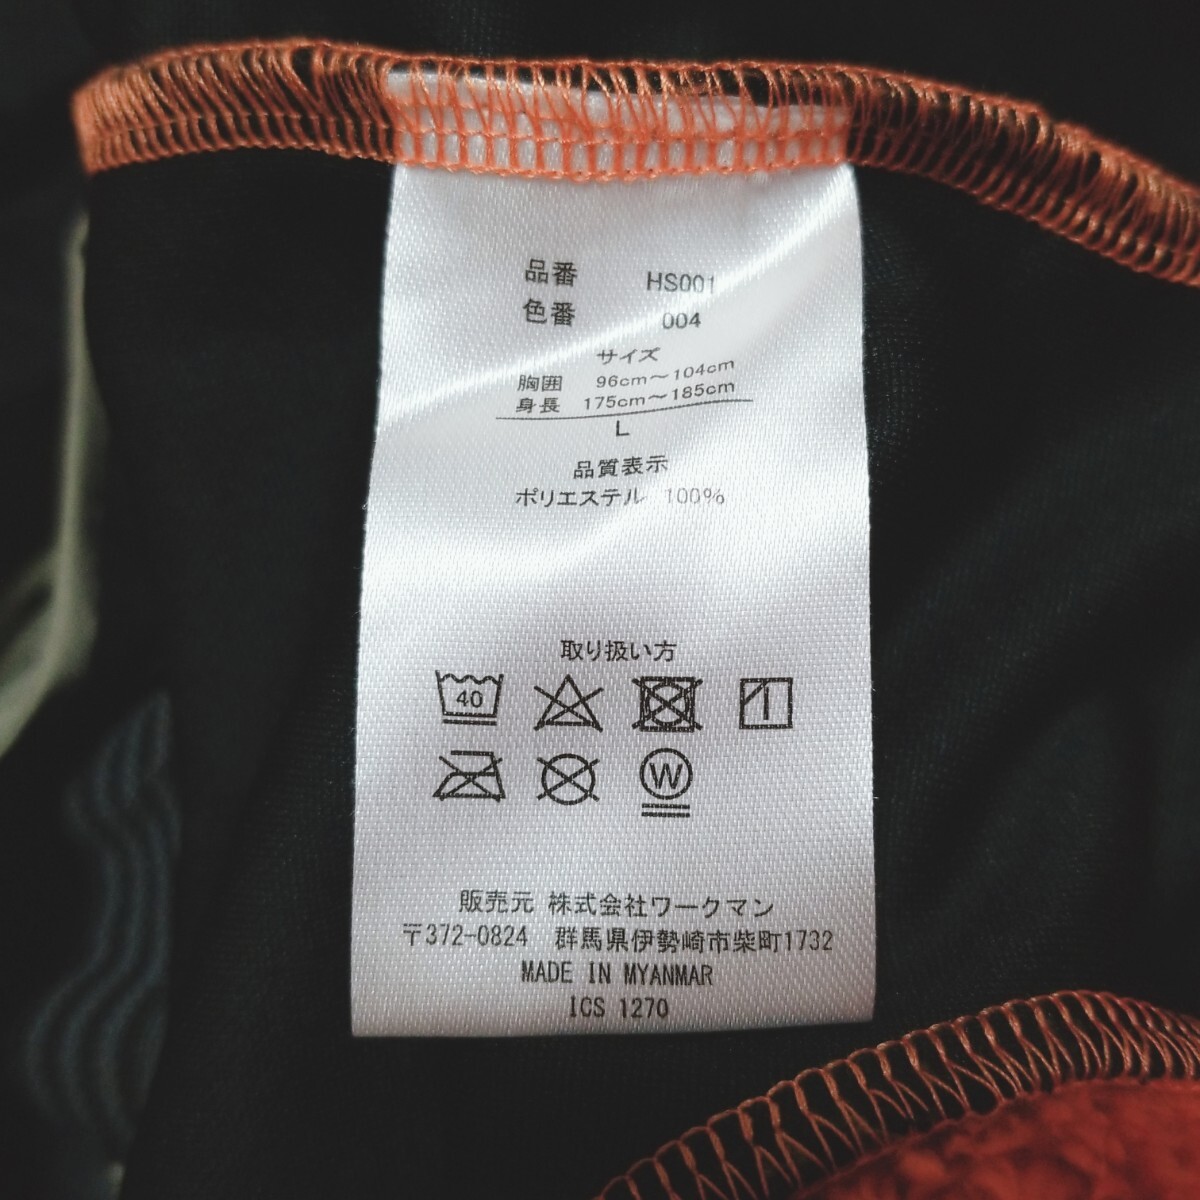 品番 HS001
色番 004
サイズ
胸囲 96cm～104cm
身長 175cm～185cm
L
品質表示
ポリエステル 100%
取り扱い方
40
W
販売元 株式会社ワークマン
〒372-0824 群馬県伊勢崎市柴町1732
MADE IN MYANMAR
ICS 1270